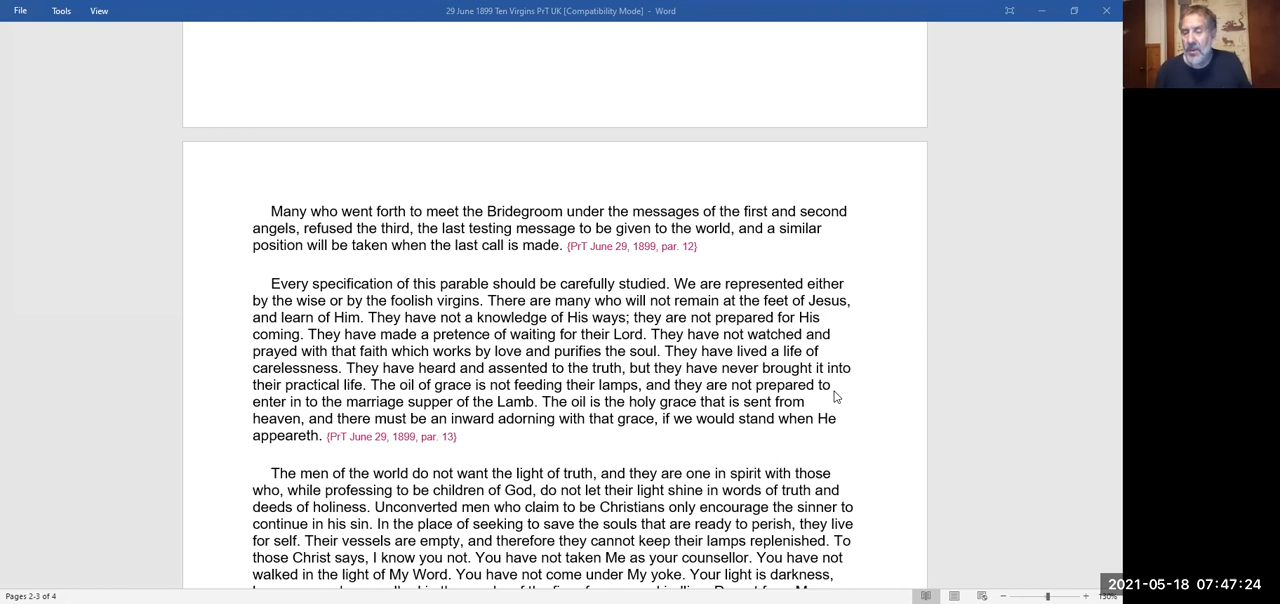 File Tools View 29 June 1899 Ten Virgins PrT UK [Compatibility Mode] - Word
Many who went forth to meet the Bridegroom under the messages of the first and second
angels, refused the third, the last testing message to be given to the world, and a similar
position will be taken when the last call is made. {PrT June 29, 1899, par. 12}
Every specification of this parable should be carefully studied. We are represented either
by the wise or by the foolish virgins. There are many who will not remain at the feet of Jesus,
and learn of Him. They have not a knowledge of His ways; they are not prepared for His
coming. They have made a pretence of waiting for their Lord. They have not watched and
prayed with that faith which works by love and purifies the soul. They have lived a life of
carelessness. They have heard and assented to the truth, but they have never brought it into
their practical life. The oil of grace is not feeding their lamps, and they are not prepared to
enter in to the marriage supper of the Lamb. The oil is the holy grace that is sent from
heaven, and there must be an inward adorning with that grace, if we would stand when He
appeareth. {PrT June 29, 1899, par. 13}
The men of the world do not want the light of truth, and they are one in spirit with those
who, while professing to be children of God, do not let their light shine in words of truth and
deeds of holiness. Unconverted men who claim to be Christians only encourage the sinner to
continue in his sin. In the place of seeking to save the souls that are ready to perish, they live
for self. Their vessels are empty, and therefore they cannot keep their lamps replenished. To
those Christ says, I know you not. You have not taken Me as your counsellor. You have not
walked in the light of My Word. You have not come under My yoke. Your light is darkness,
Pages 2-3 of 4
2021-05-18 07:47:24